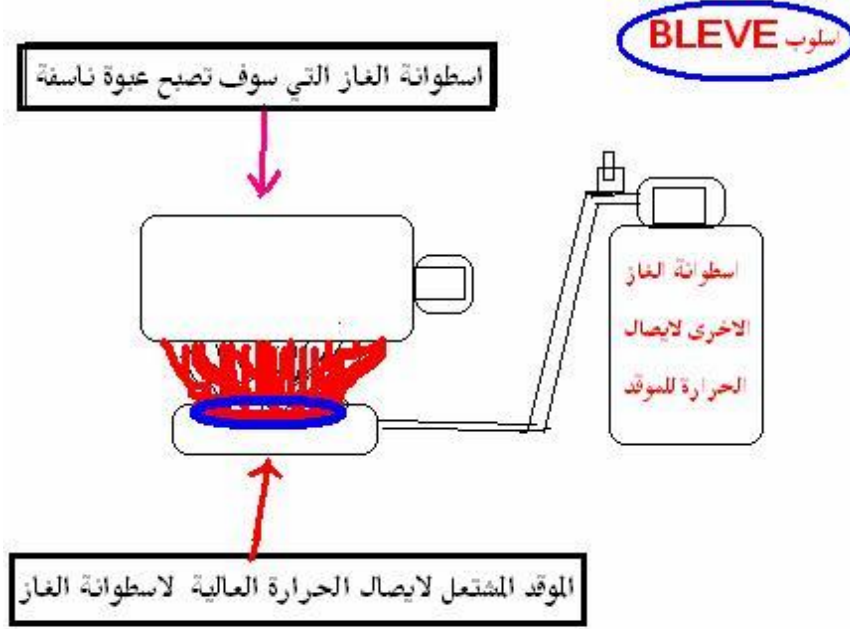 اسلوب BLEVE
اسطوانة الغاز التي سوف تصبح عبوة ناسفة
اسطوانة الغاز
الاخرى لايصال
الحرارة للموقد
الموقد المشتعل لايصال الحرارة العالية لاسطوانة الغاز